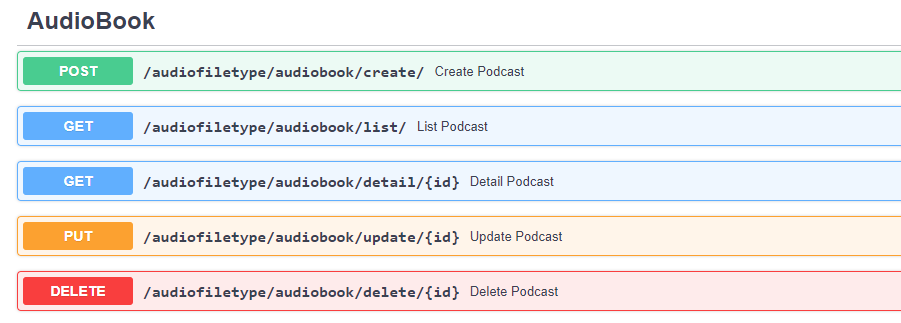 AudioBook
POST /audiofiletype/audiobook/create/ Create Podcast
GET /audiofiletype/audiobook/list/ List Podcast
GET /audiofiletype/audiobook/detail/{id} Detail Podcast
PUT /audiofiletype/audiobook/update/{id} Update Podcast
DELETE /audiofiletype/audiobook/delete/{id} Delete Podcast